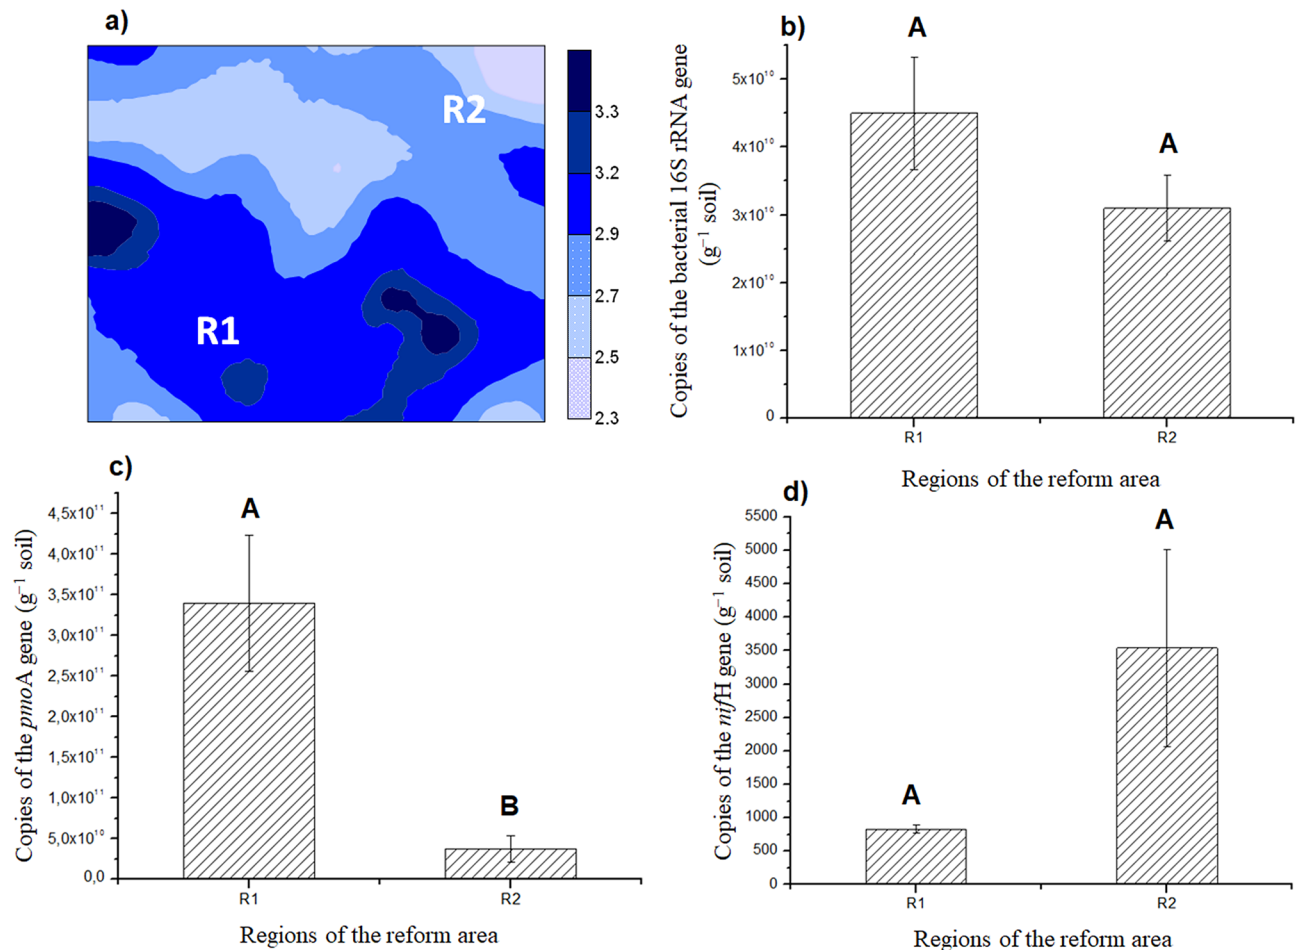 a)
R2
R1
3.3
3.2
2.9
2.7
2.5
2.3
b)
Copies of the bacterial 16S rRNA gene
(g⁻¹ soil)
5x10¹⁰
4x10¹⁰
3x10¹⁰
2x10¹⁰
1x10¹⁰
0
A
A
R1
R2
Regions of the reform area
c)
Copies of the pmoA gene (g⁻¹ soil)
4,5x10¹¹
4,0x10¹¹
3,5x10¹¹
3,0x10¹¹
2,5x10¹¹
2,0x10¹¹
1,5x10¹¹
1,0x10¹¹
5,0x10¹⁰
0,0
A
B
R1
R2
Regions of the reform area
d)
Copies of the nifH gene (g⁻¹ soil)
5500
5000
4500
4000
3500
3000
2500
2000
1500
1000
500
0
A
A
R1
R2
Regions of the reform area